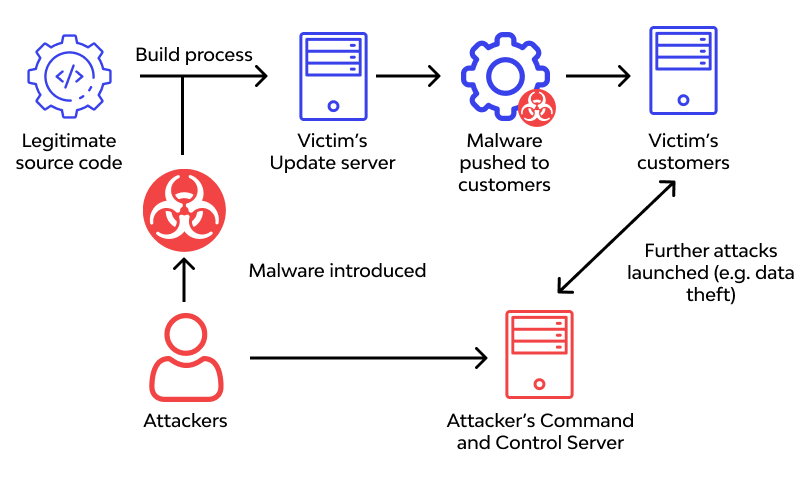 Build process
Legitimate
source code
Victim's
Update server
Malware
pushed to
customers
Victim's
customers
Malware introduced
Further attacks
launched (e.g. data
theft)
Attackers
Attacker's Command
and Control Server